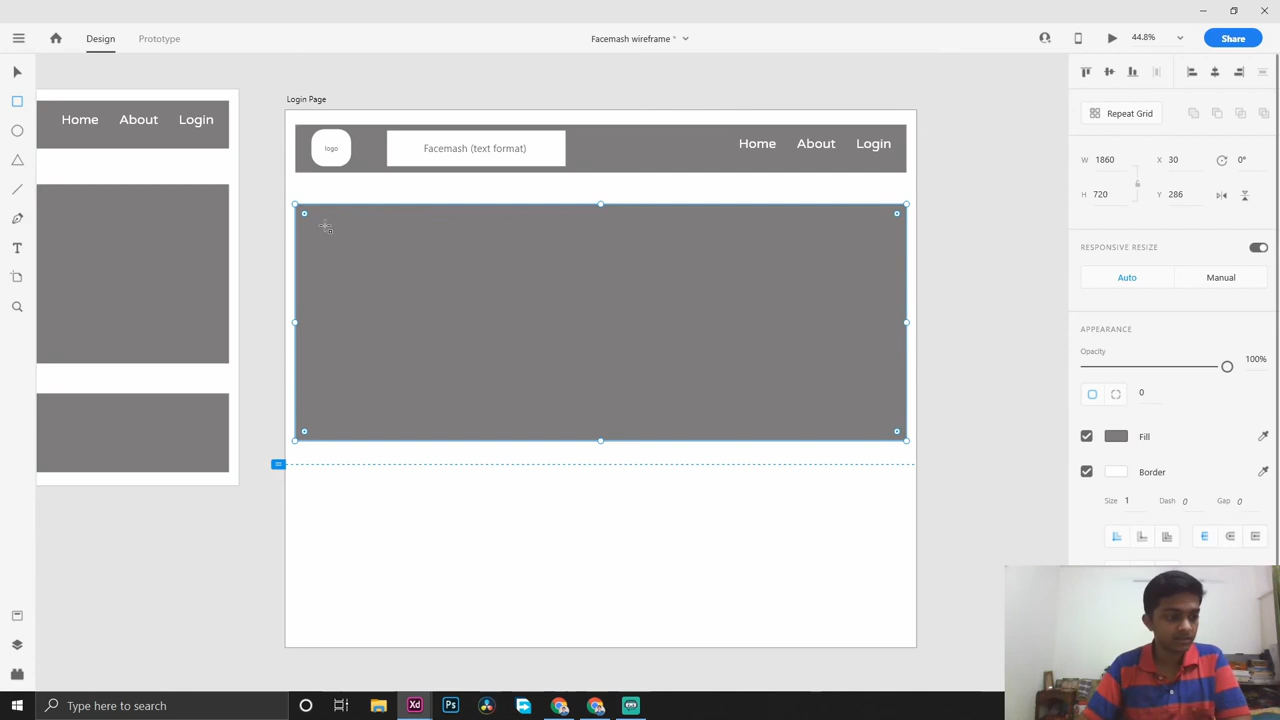 Design
Prototype
Facemash wireframe *
44.8%
Share
Login Page
Home
About
Login
logo
Facemash (text format)
Home
About
Login
Repeat Grid
W 1860
X 30
0°
H 720
Y 286
RESPONSIVE RESIZE
Auto
Manual
APPEARANCE
Opacity
100%
0
Fill
Border
Size 1
Dash 0
Gap 0
Type here to search
Xd
Ps